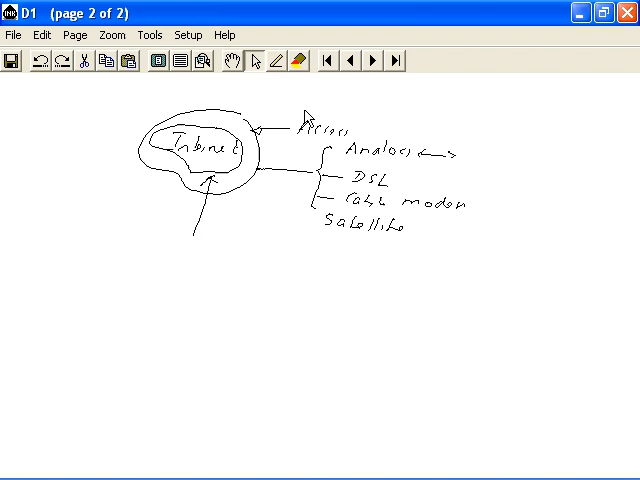 INK D1 (page 2 of 2)
File Edit Page Zoom Tools Setup Help
Internet
Access
Analog
DSL
Cable modem
Satellite